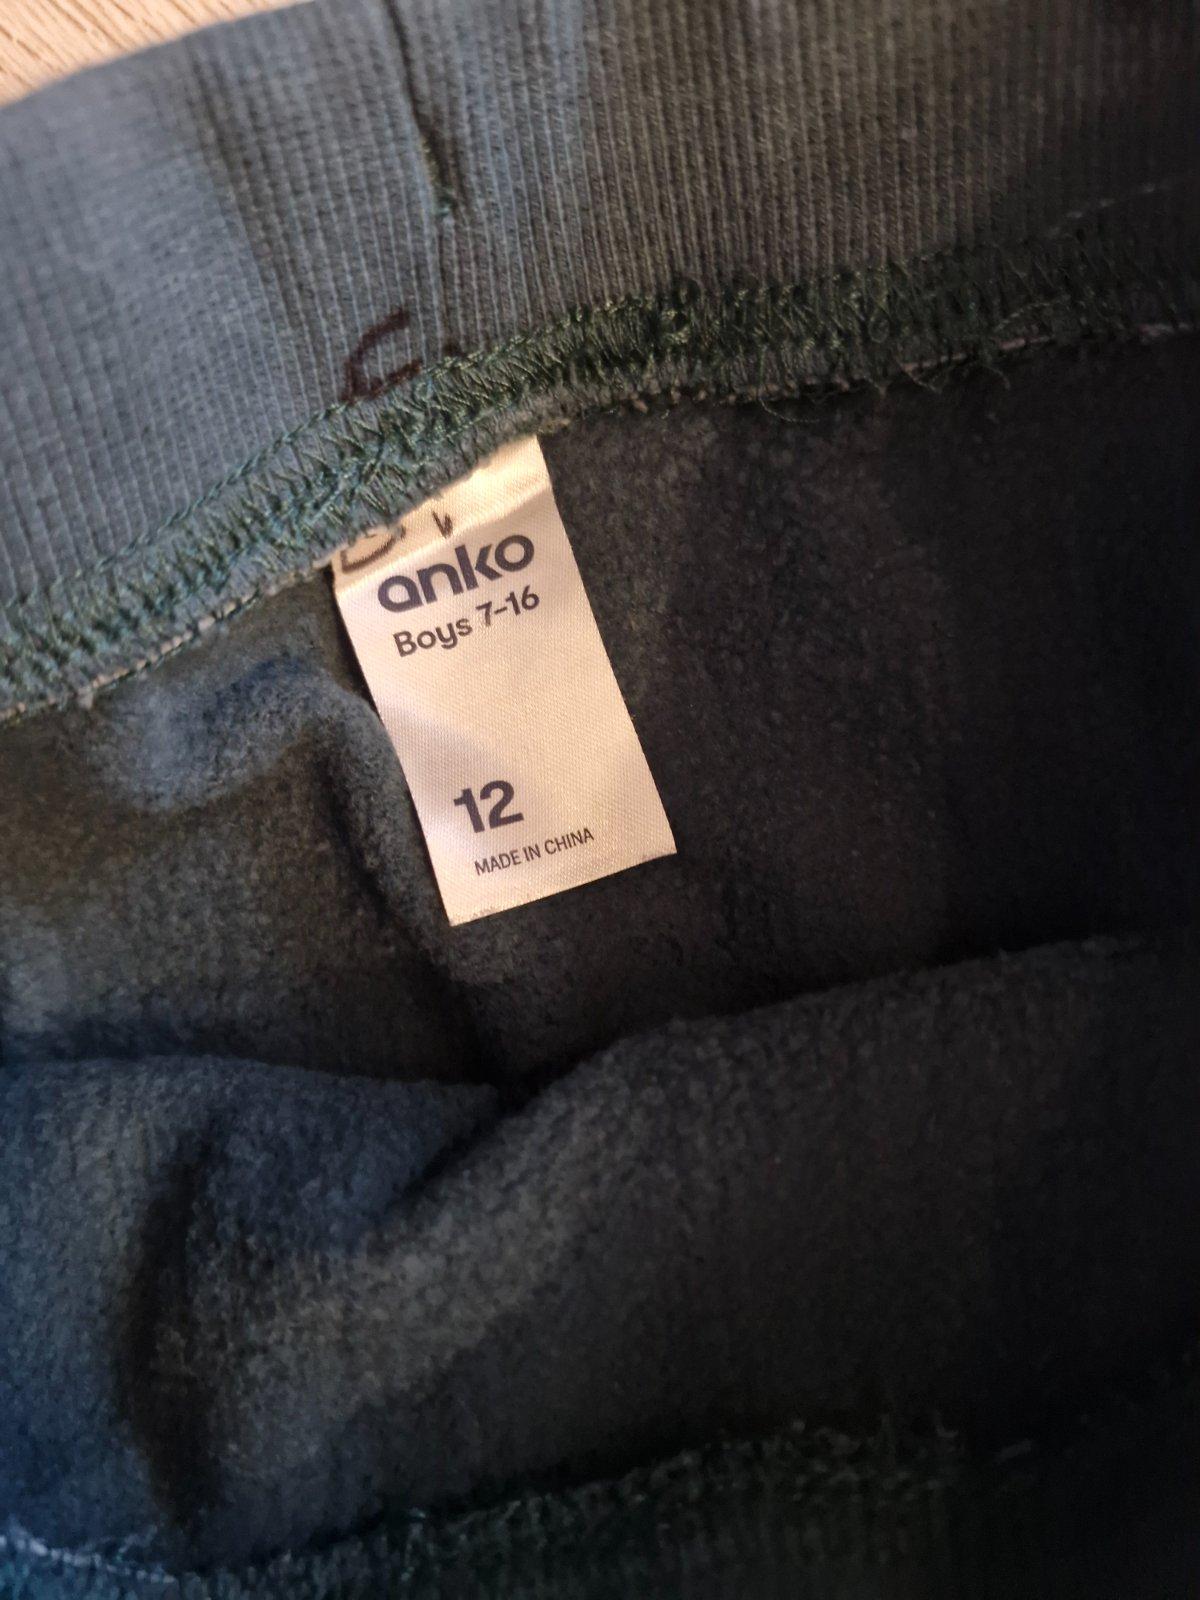 anko
Boys 7-16
12
MADE IN CHINA